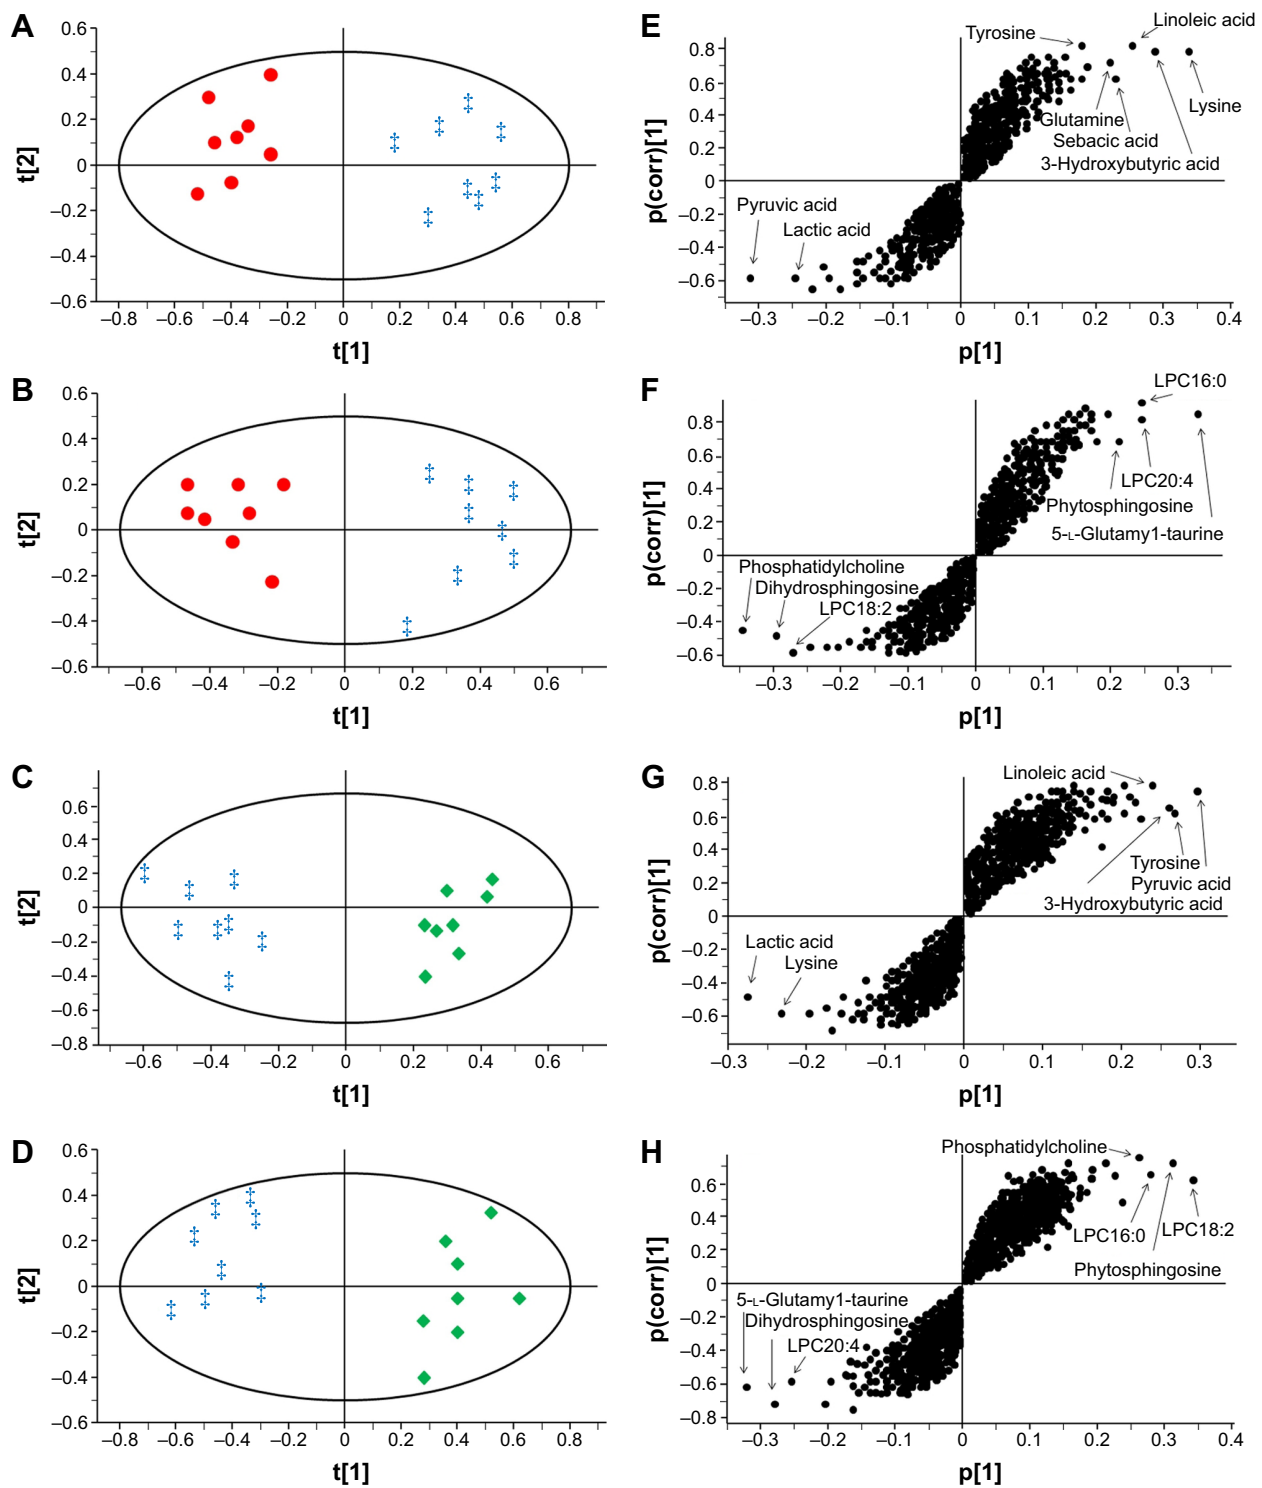 A
0.6
0.4
0.2
0
–0.2
–0.4
–0.6
t[2]
–0.8 –0.6 –0.4 –0.2 0 0.2 0.4 0.6 0.8
t[1]
E
0.8
0.6
0.4
0.2
0
–0.2
–0.4
–0.6
p(corr)[1]
Tyrosine
Linoleic acid
Lysine
Glutamine
Sebacic acid
3-Hydroxybutyric acid
Pyruvic acid
Lactic acid
–0.3 –0.2 –0.1 0 0.1 0.2 0.3 0.4
p[1]
B
0.6
0.4
0.2
0
–0.2
–0.4
–0.6
t[2]
–0.6 –0.4 –0.2 0 0.2 0.4 0.6
t[1]
F
0.8
0.6
0.4
0.2
0
–0.2
–0.4
–0.6
p(corr)[1]
LPC16:0
LPC20:4
Phytosphingosine
5-L-Glutamy1-taurine
Phosphatidylcholine
Dihydrosphingosine
LPC18:2
–0.3 –0.2 –0.1 0 0.1 0.2 0.3
p[1]
C
0.6
0.4
0.2
0
–0.2
–0.4
–0.6
–0.8
t[2]
–0.6 –0.4 –0.2 0 0.2 0.4 0.6
t[1]
G
0.8
0.6
0.4
0.2
0
–0.2
–0.4
–0.6
p(corr)[1]
Linoleic acid
Tyrosine
Pyruvic acid
3-Hydroxybutyric acid
Lactic acid
Lysine
–0.3 –0.2 –0.1 0 0.1 0.2 0.3
p[1]
D
0.6
0.4
0.2
0
–0.2
–0.4
–0.6
t[2]
–0.8 –0.6 –0.4 –0.2 0 0.2 0.4 0.6 0.8
t[1]
H
0.6
0.4
0.2
0
–0.2
–0.4
–0.6
–0.8
p(corr)[1]
Phosphatidylcholine
LPC16:0
LPC18:2
Phytosphingosine
5-L-Glutamy1-taurine
Dihydrosphingosine
LPC20:4
–0.3 –0.2 –0.1 0 0.1 0.2 0.3 0.4
p[1]